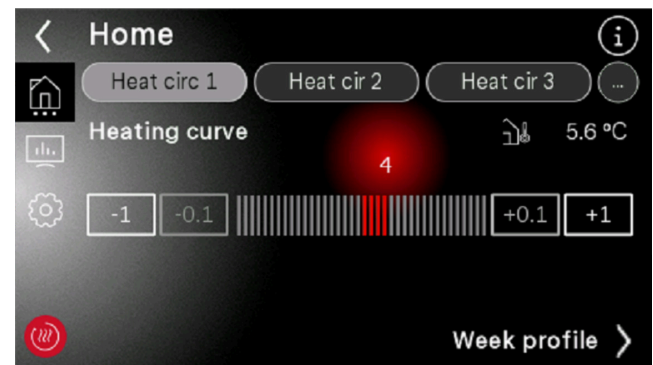 Home
Heat circ 1 Heat cir 2 Heat cir 3 ...
Heating curve 5.6 °C
4
-1 -0.1 +0.1 +1
Week profile